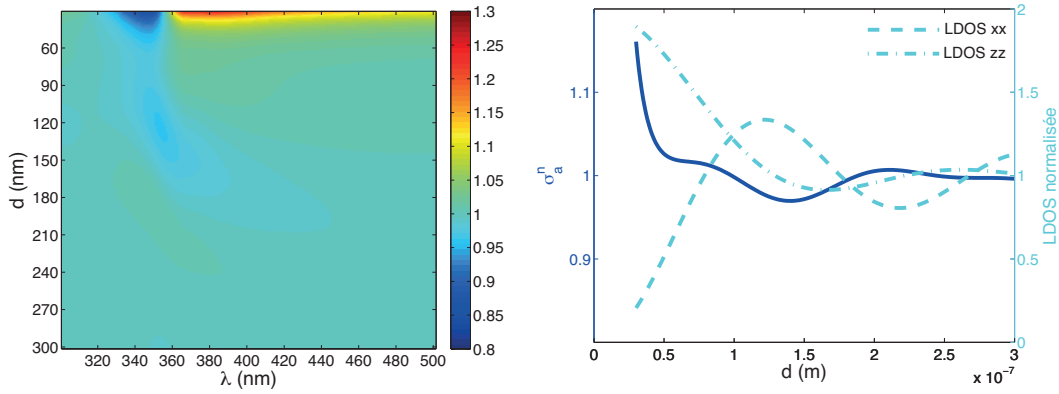 60
90
120
150
180
210
240
270
300
d (nm)
320 340 360 380 400 420 440 460 480 500
λ (nm)
1.3
1.25
1.2
1.15
1.1
1.05
1
0.95
0.9
0.85
0.8
1.1
1
0.9
σₐⁿ
LDOS xx
LDOS zz
2
1.5
1
0.5
0
LDOS normalisée
0 0.5 1 1.5 2 2.5 3
d (m)
x 10⁻⁷